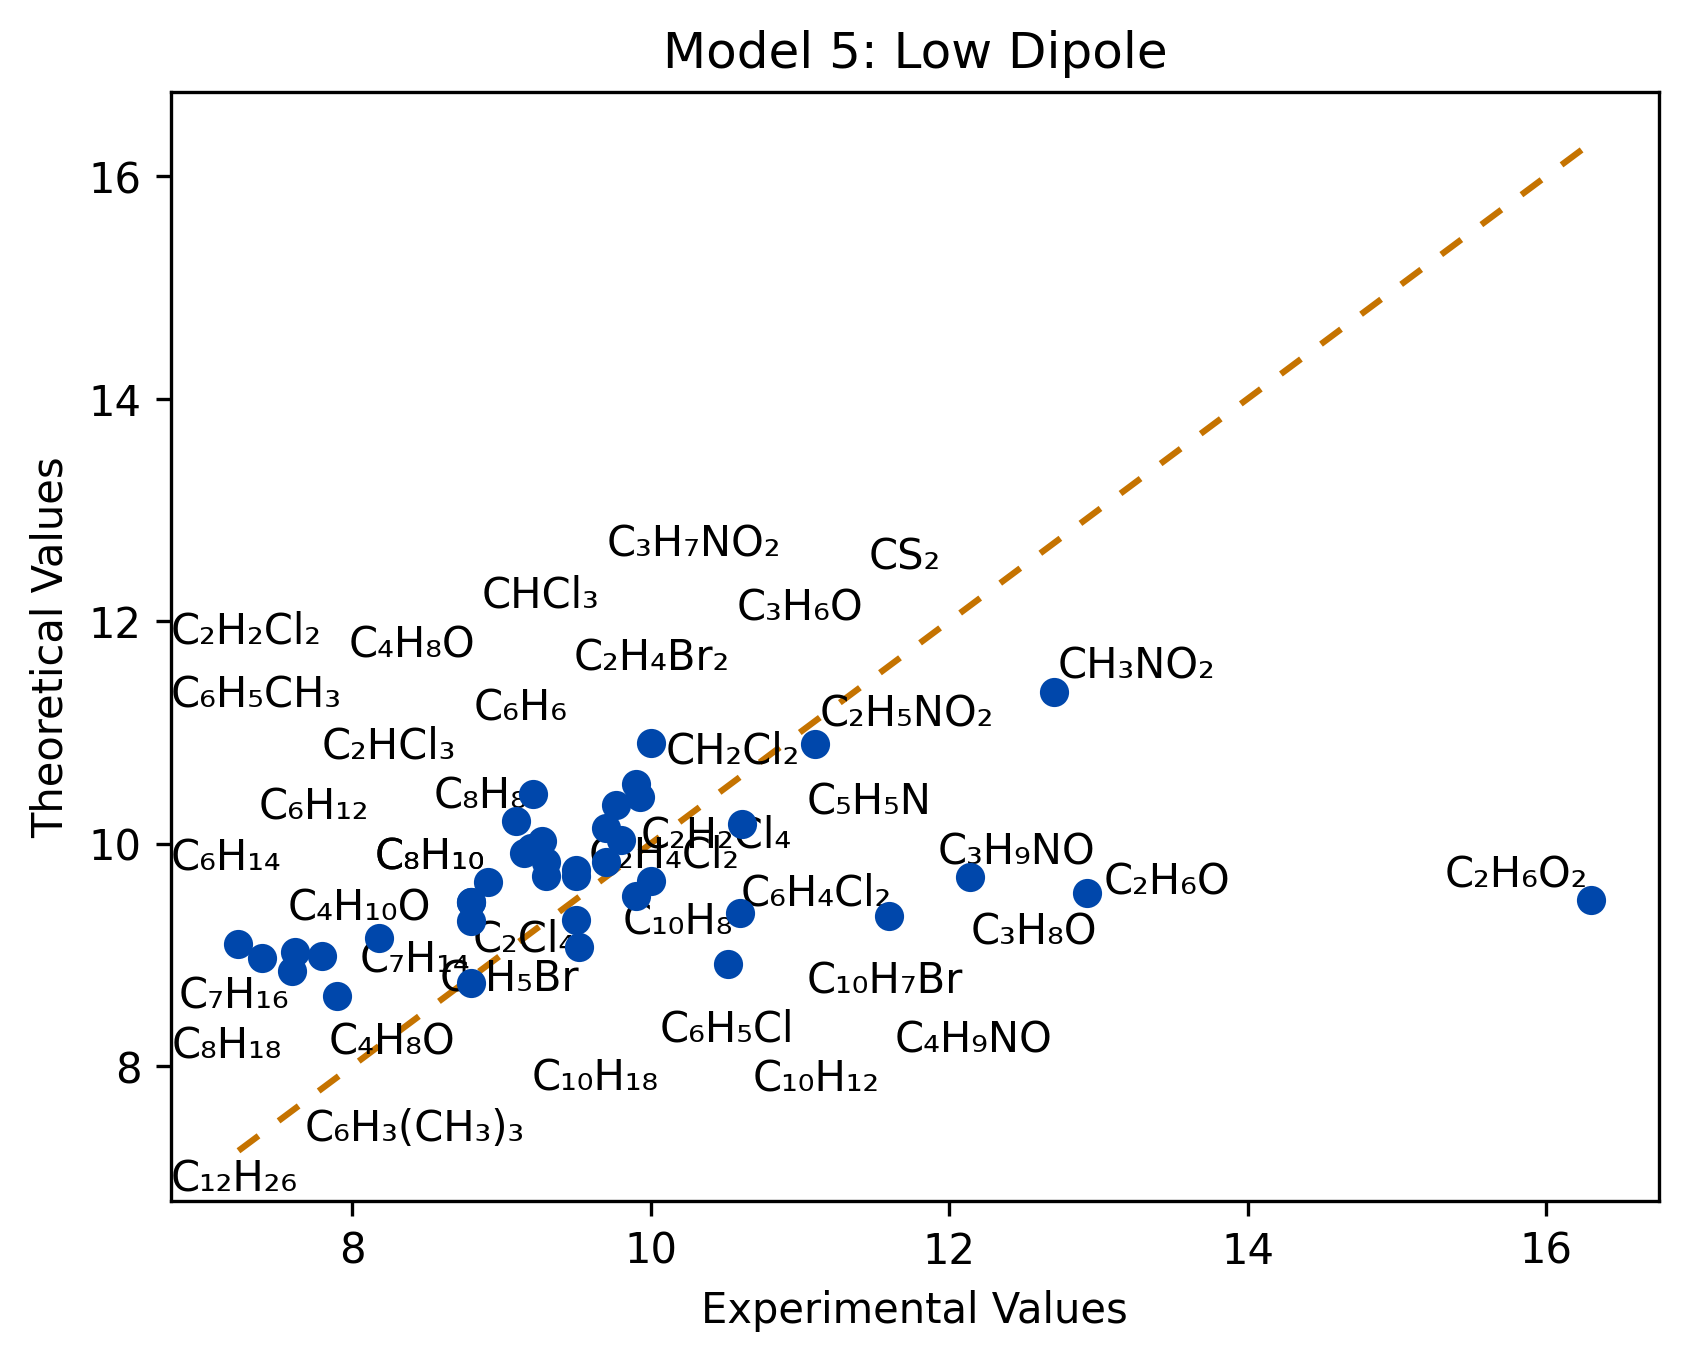 Model 5: Low Dipole
Theoretical Values
16
14
12
10
8
C₃H₇NO₂
CS₂
CHCl₃
C₃H₆O
C₂H₂Cl₂
C₄H₈O
C₂H₄Br₂
CH₃NO₂
C₆H₅CH₃
C₆H₆
C₂H₅NO₂
C₂HCl₃
CH₂Cl₂
C₆H₁₂
C₈H₈
C₅H₅N
C₂H₂Cl₄
C₆H₁₄
C₈H₁₀
C₂H₄Cl₂
C₃H₉NO
C₂H₆O
C₂H₆O₂
C₄H₁₀O
C₆H₄Cl₂
C₁₀H₈
C₃H₈O
C₂Cl₄
C₇H₁₄
H₅Br
C₁₀H₇Br
C₇H₁₆
C₈H₁₈
C₄H₈O
C₆H₅Cl
C₄H₉NO
C₁₀H₁₈
C₁₀H₁₂
C₆H₃(CH₃)₃
C₁₂H₂₆
8
10
12
14
16
Experimental Values